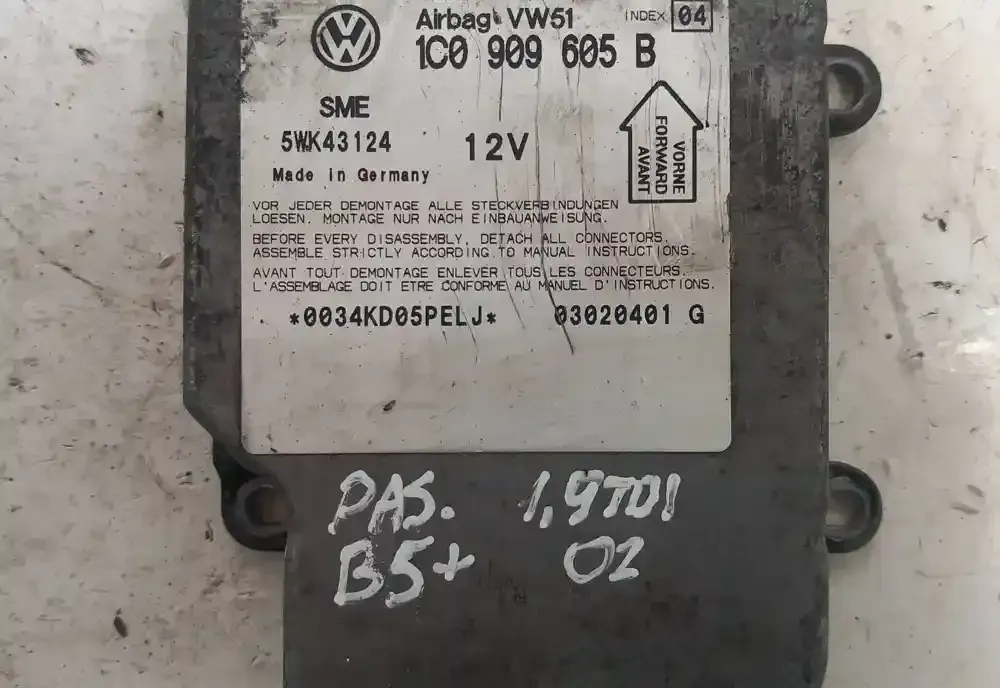 Airbag VW51 INDEX 04
1C0 909 605 B
SME
5WK43124 12V
Made in Germany
VORNE
FORWARD
AVANT
VOR JEDER DEMONTAGE ALLE STECKVERBINDUNGEN
LOESEN. MONTAGE NUR NACH EINBAUANWEISUNG.
BEFORE EVERY DISASSEMBLY, DETACH ALL CONNECTORS.
ASSEMBLE STRICTLY ACCORDING TO MANUAL INSTRUCTIONS.
AVANT TOUT DEMONTAGE ENLEVER TOUS LES CONNECTEURS.
L'ASSEMBLAGE DOIT ETRE CONFORME AU MANUEL D'INSTRUCTIONS.
*0034KD05PELJ* 03020401 G
PAS. 1,9TDI
B5+ 02